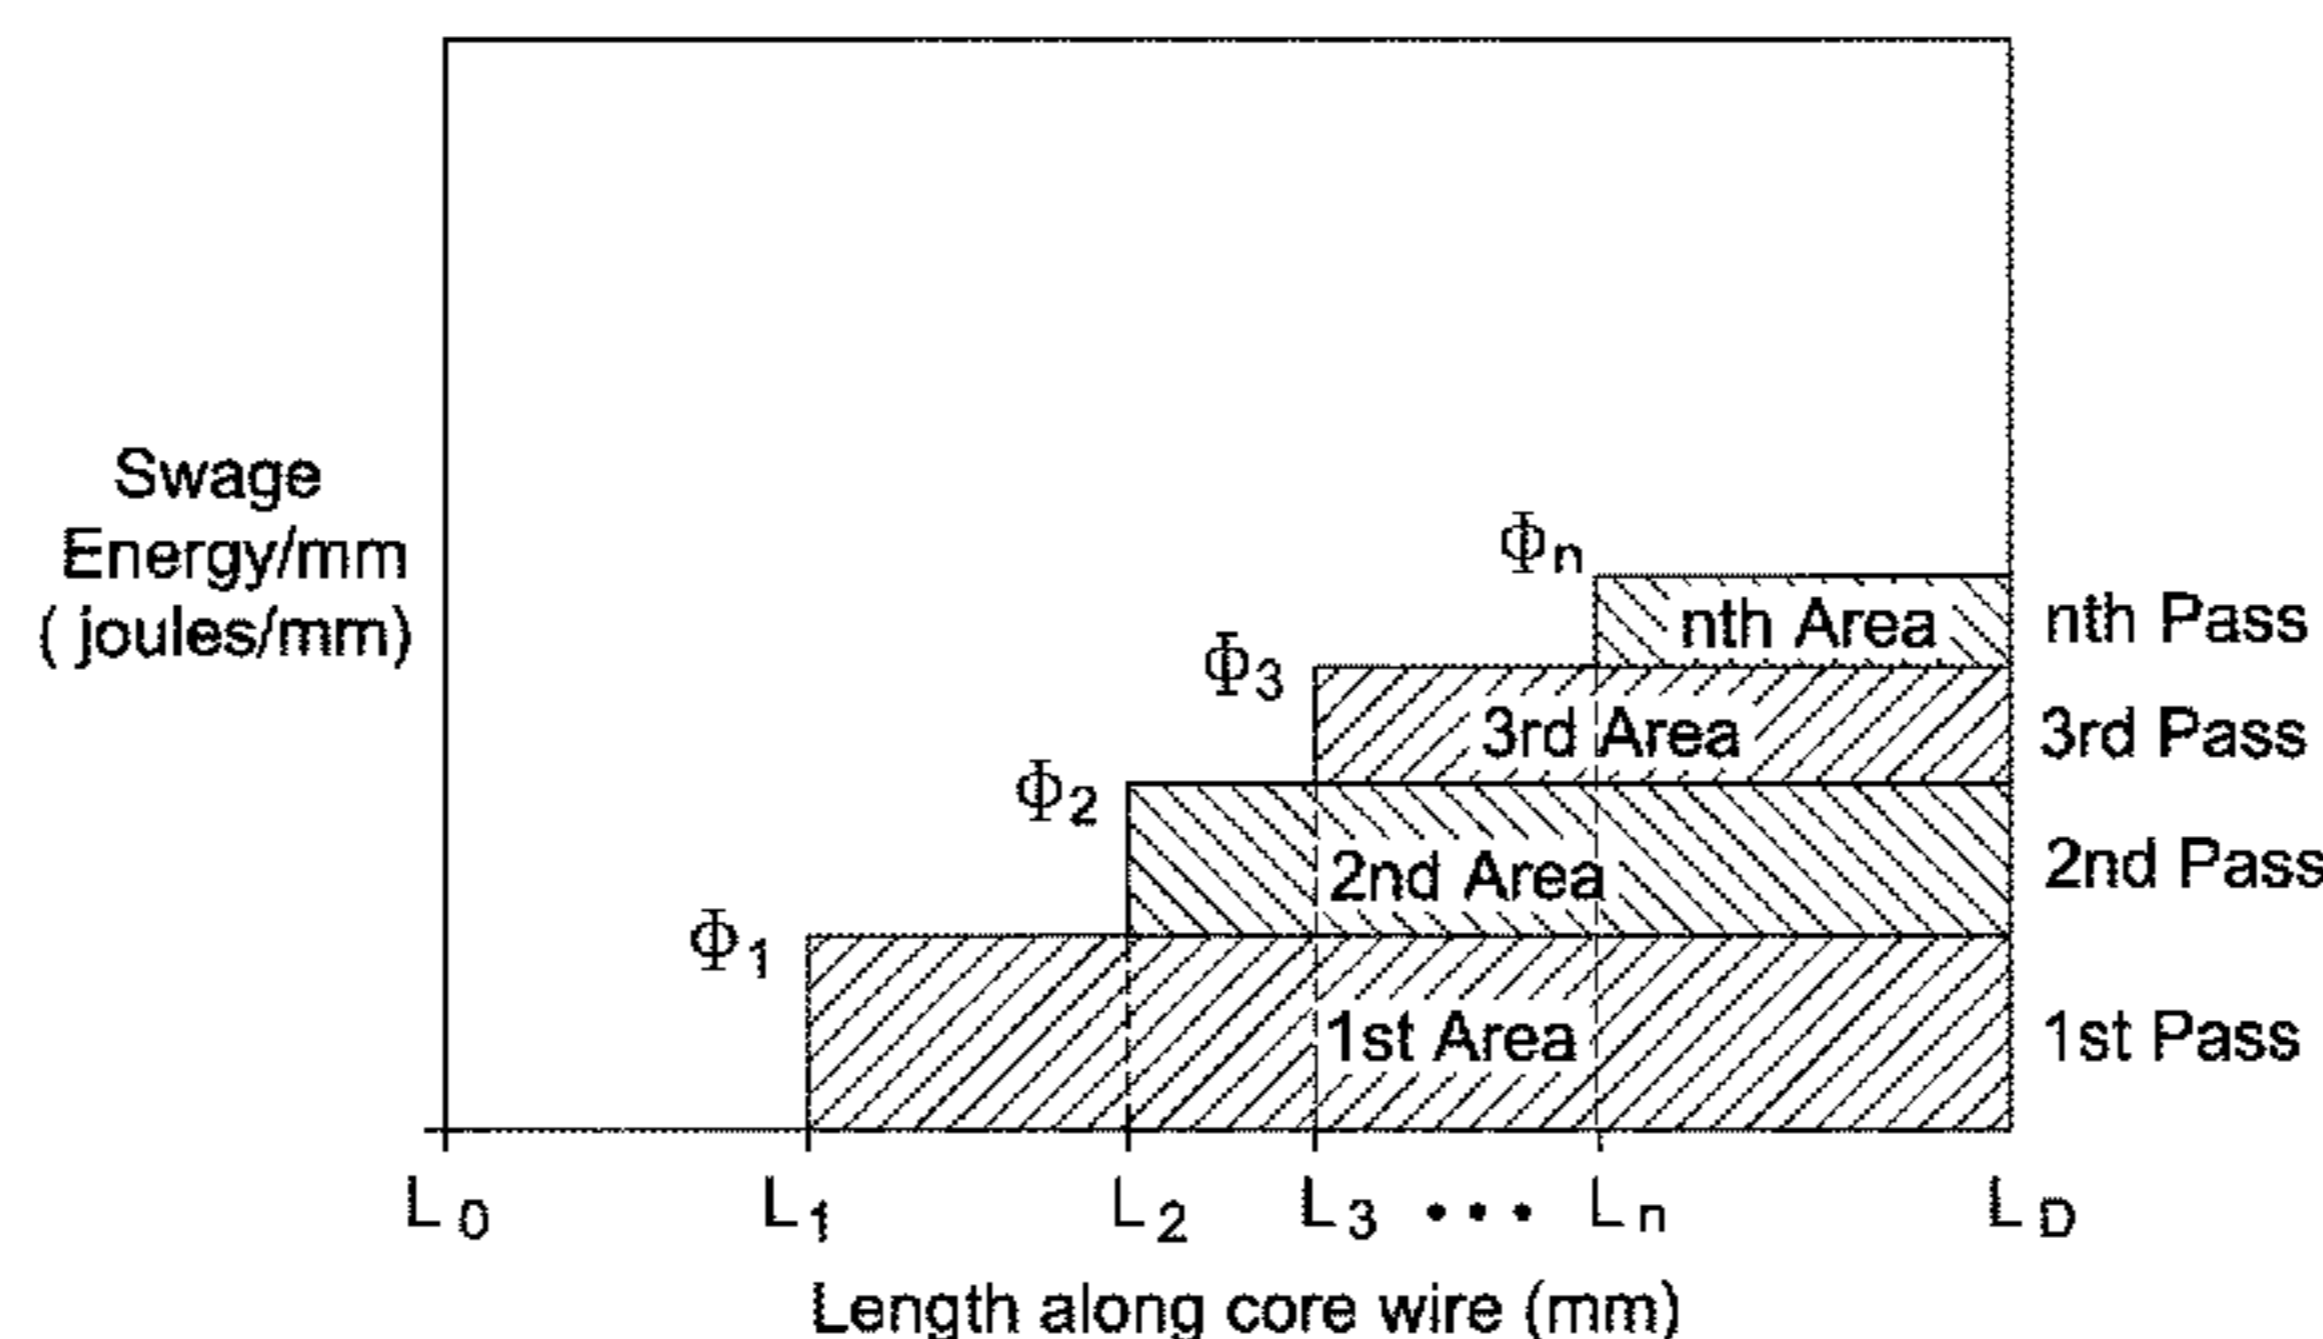 Swage
Energy/mm
( joules/mm)
Φn
nth Area
nth Pass
Φ3
3rd Area
3rd Pass
Φ2
2nd Area
2nd Pass
Φ1
1st Area
1st Pass
L0 L1 L2 L3 ••• Ln LD
Length along core wire (mm)